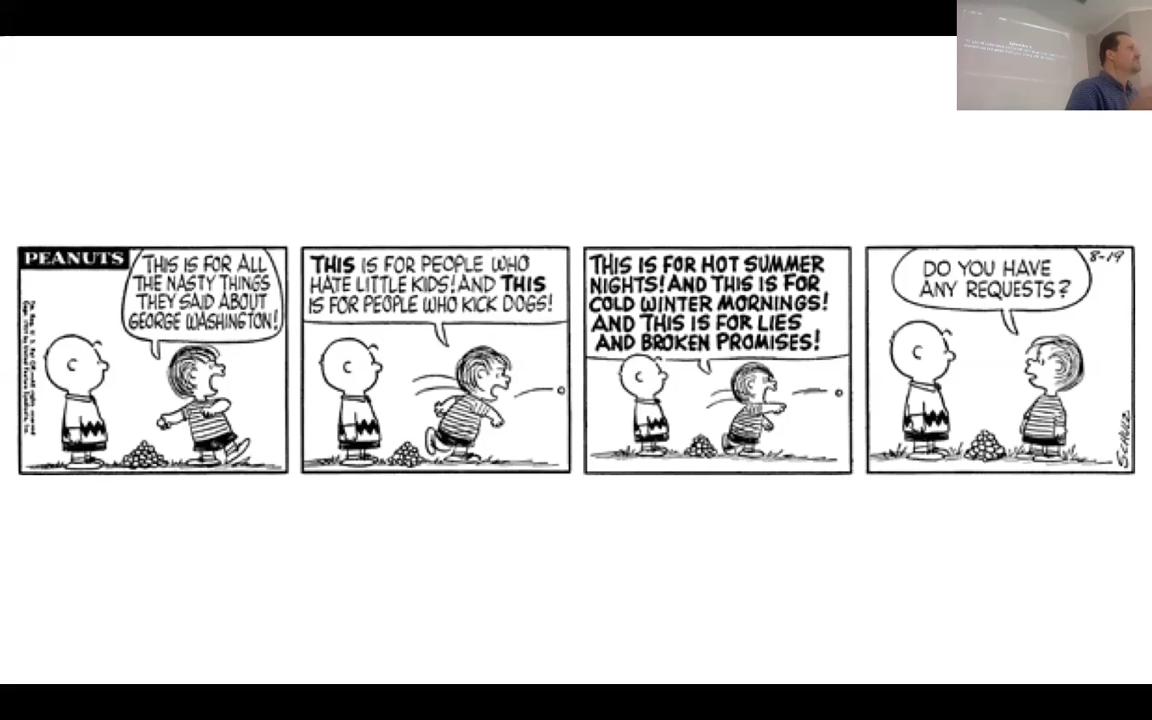 PEANUTS
THIS IS FOR ALL
THE NASTY THINGS
THEY SAID ABOUT
GEORGE WASHINGTON!
THIS IS FOR PEOPLE WHO
HATE LITTLE KIDS! AND THIS
IS FOR PEOPLE WHO KICK DOGS!
THIS IS FOR HOT SUMMER
NIGHTS! AND THIS IS FOR
COLD WINTER MORNINGS!
AND THIS IS FOR LIES
AND BROKEN PROMISES!
DO YOU HAVE
ANY REQUESTS?
8-19
SCHULZ